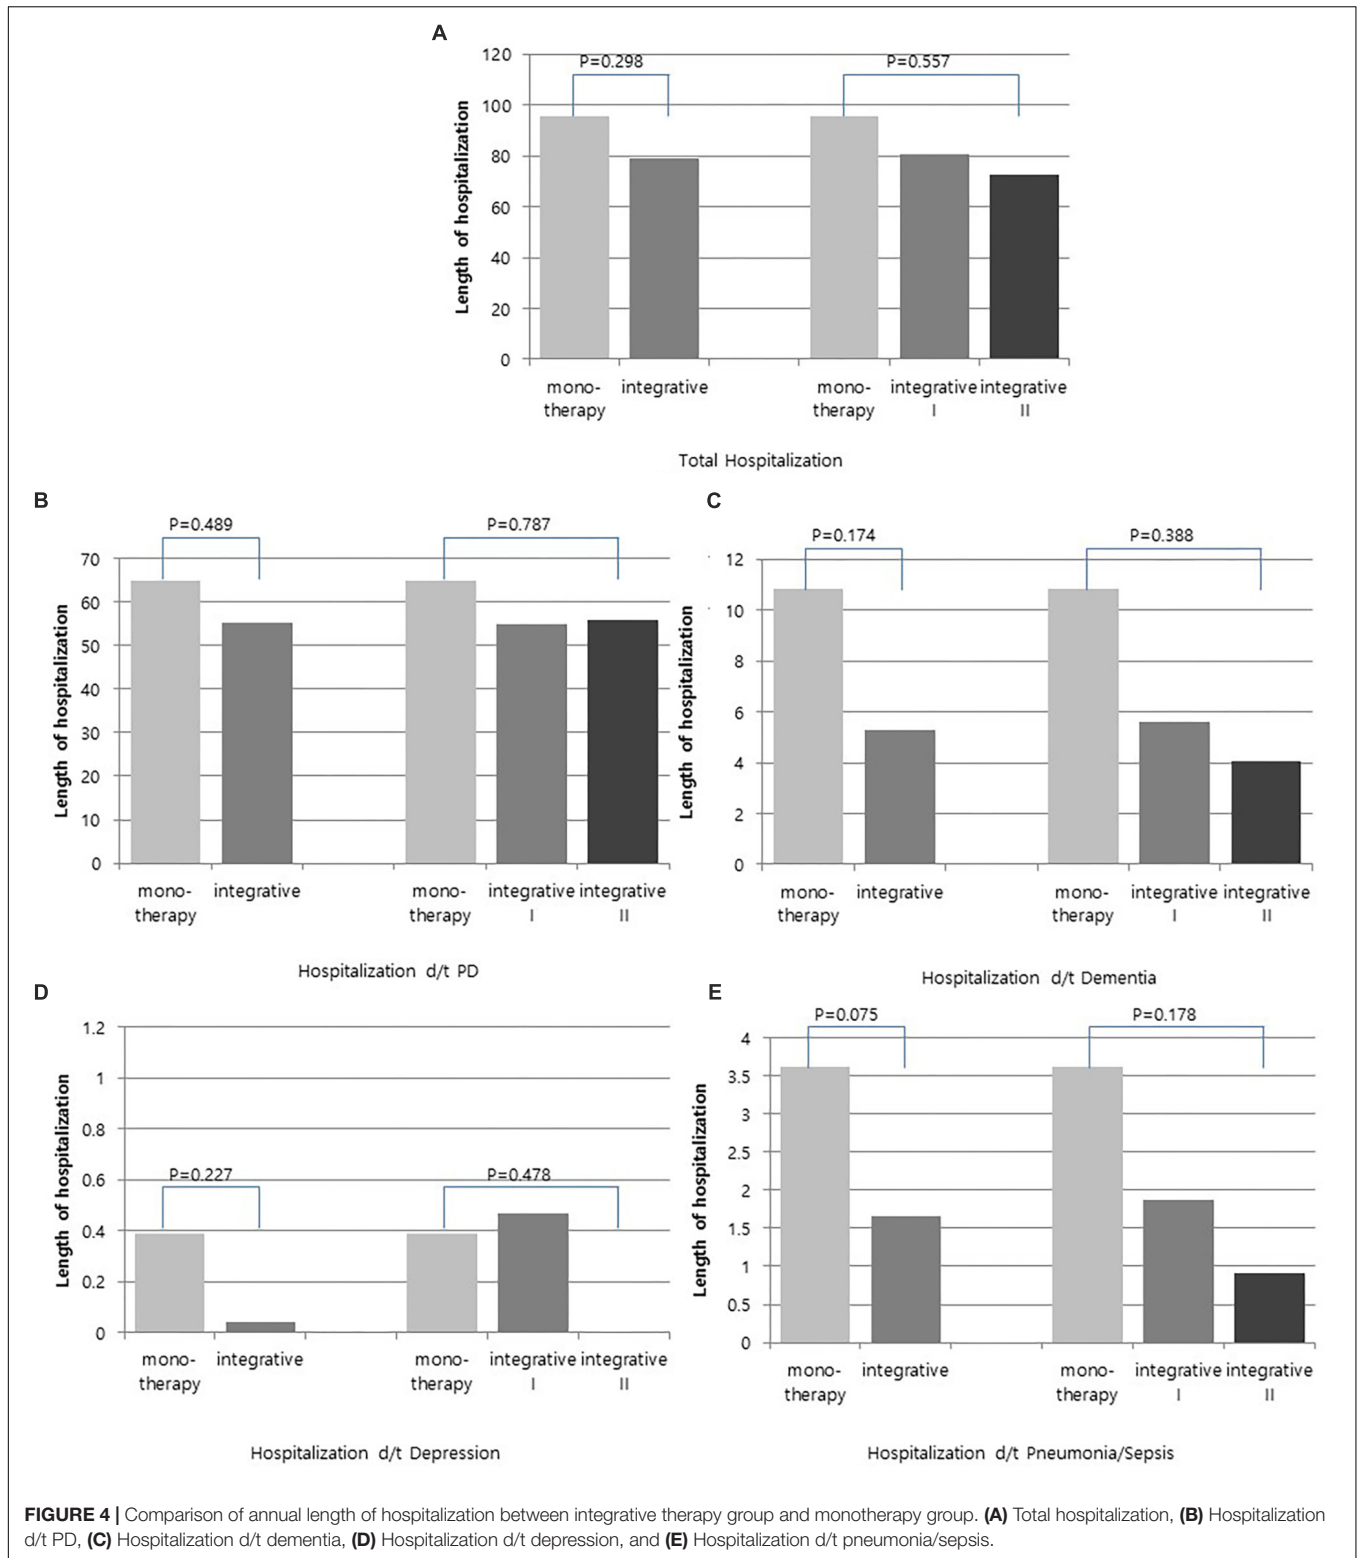 A
120
100
80
60
40
20
0
Length of hospitalization
P=0.298
P=0.557
mono-
therapy
integrative
mono-
therapy
integrative
I
integrative
II
Total Hospitalization
B
70
60
50
40
30
20
10
0
Length of hospitalization
P=0.489
P=0.787
mono-
therapy
integrative
mono-
therapy
integrative
I
integrative
II
Hospitalization d/t PD
C
12
10
8
6
4
2
0
Length of hospitalization
P=0.174
P=0.388
mono-
therapy
integrative
mono-
therapy
integrative
I
integrative
II
Hospitalization d/t Dementia
D
1.2
1
0.8
0.6
0.4
0.2
0
Length of hospitalization
P=0.227
P=0.478
mono-
therapy
integrative
mono-
therapy
integrative
I
integrative
II
Hospitalization d/t Depression
E
4
3.5
3
2.5
2
1.5
1
0.5
0
Length of hospitalization
P=0.075
P=0.178
mono-
therapy
integrative
mono-
therapy
integrative
I
integrative
II
Hospitalization d/t Pneumonia/Sepsis
FIGURE 4 | Comparison of annual length of hospitalization between integrative therapy group and monotherapy group. (A) Total hospitalization, (B) Hospitalization
d/t PD, (C) Hospitalization d/t dementia, (D) Hospitalization d/t depression, and (E) Hospitalization d/t pneumonia/sepsis.